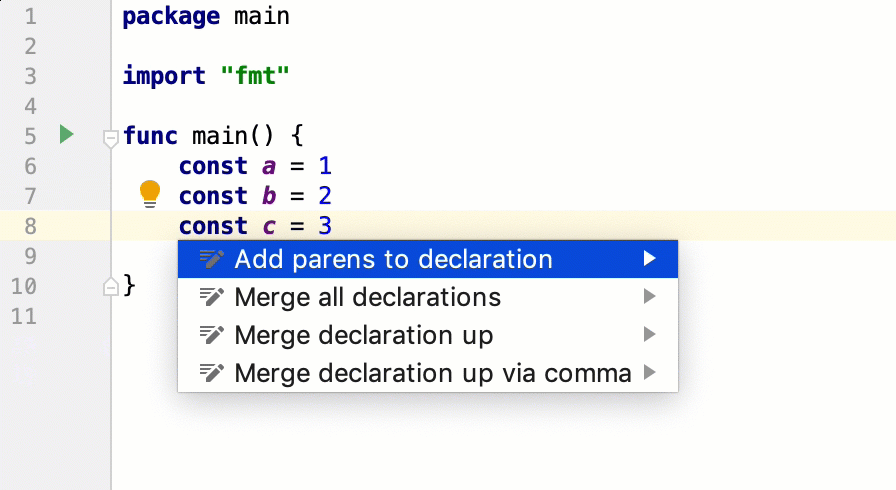 1 package main
2
3 import "fmt"
4
5 func main() {
6 const a = 1
7 const b = 2
8 const c = 3
9 Add parens to declaration
Merge all declarations
10 }
Merge declaration up
11
Merge declaration up via comma